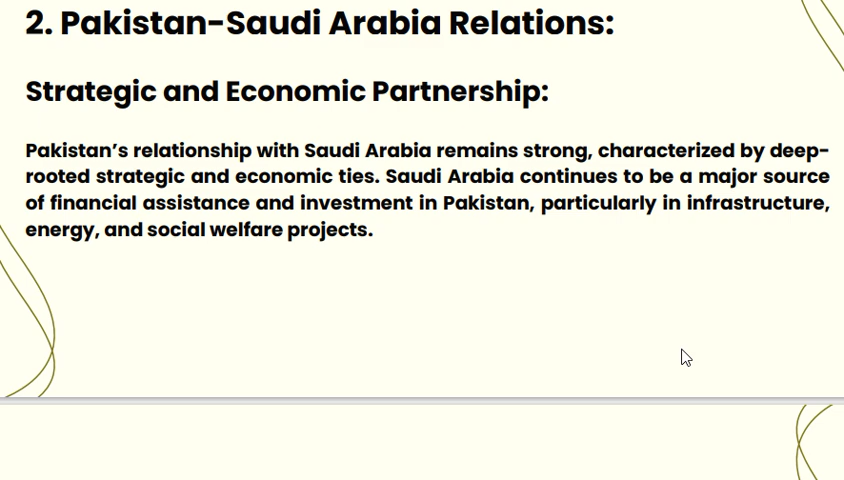 2. Pakistan-Saudi Arabia Relations:
Strategic and Economic Partnership:
Pakistan’s relationship with Saudi Arabia remains strong, characterized by deep-
rooted strategic and economic ties. Saudi Arabia continues to be a major source
of financial assistance and investment in Pakistan, particularly in infrastructure,
energy, and social welfare projects.